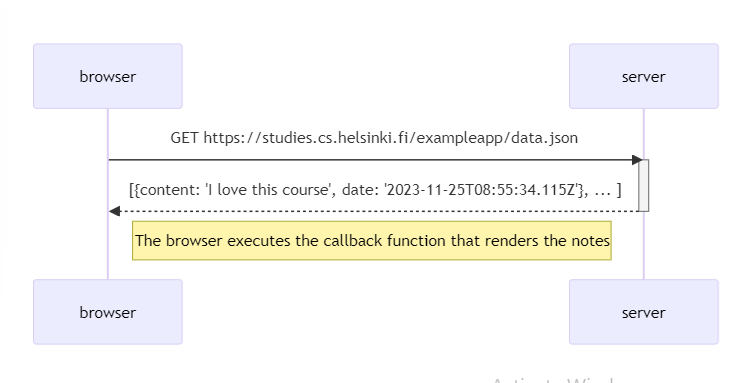 browser
server
GET https://studies.cs.helsinki.fi/exampleapp/data.json
[{content: 'I love this course', date: '2023-11-25T08:55:34.115Z'}, ... ]
The browser executes the callback function that renders the notes
browser
server